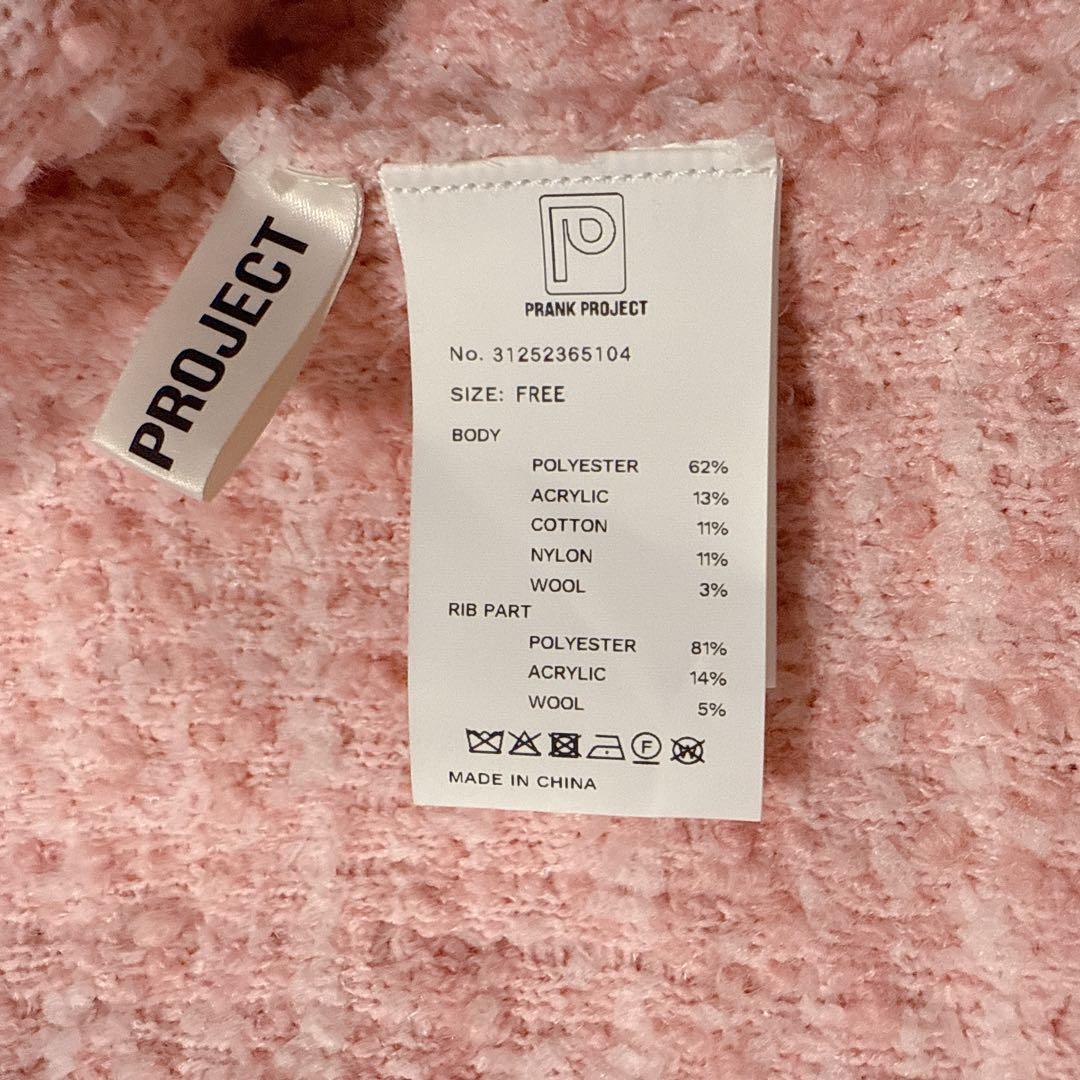 PROJECT
P
PRANK PROJECT
No. 31252365104
SIZE: FREE
BODY
POLYESTER 62%
ACRYLIC 13%
COTTON 11%
NYLON 11%
WOOL 3%
RIB PART
POLYESTER 81%
ACRYLIC 14%
WOOL 5%
F W
MADE IN CHINA